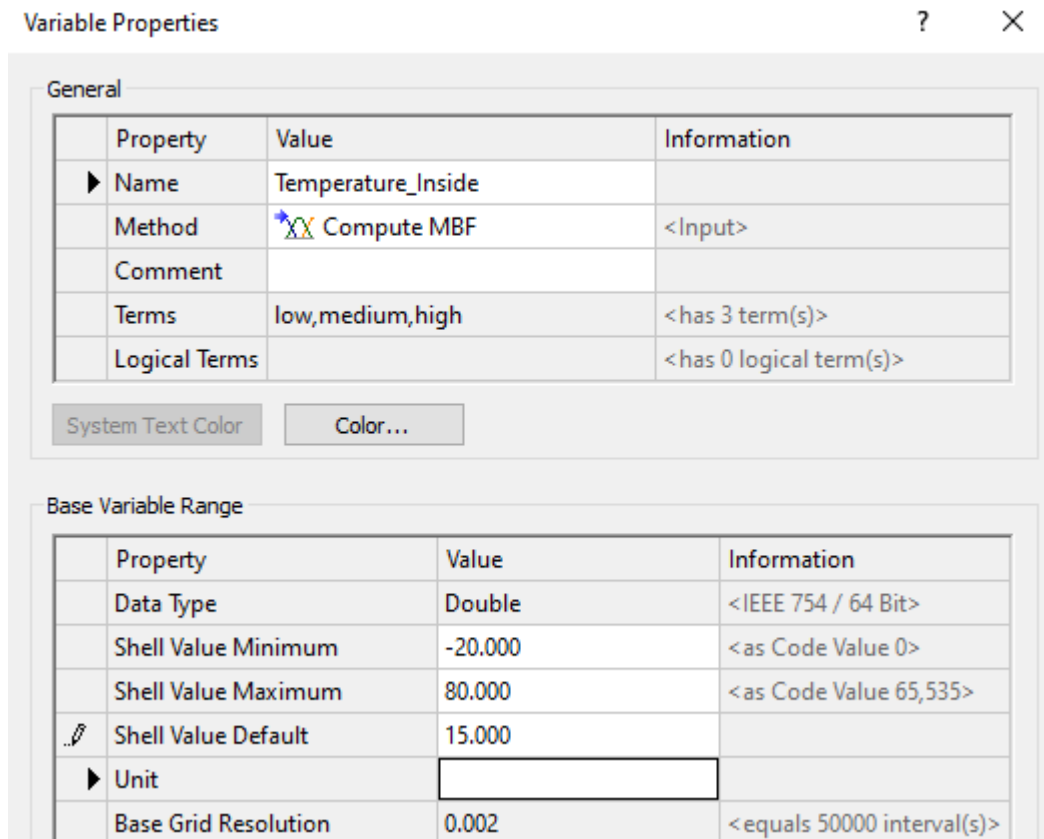 Variable Properties ? ×
General
Property Value Information
Name Temperature_Inside
Method Compute MBF <Input>
Comment
Terms low,medium,high <has 3 term(s)>
Logical Terms <has 0 logical term(s)>
System Text Color Color...
Base Variable Range
Property Value Information
Data Type Double <IEEE 754 / 64 Bit>
Shell Value Minimum -20.000 <as Code Value 0>
Shell Value Maximum 80.000 <as Code Value 65,535>
Shell Value Default 15.000
Unit
Base Grid Resolution 0.002 <equals 50000 interval(s)>